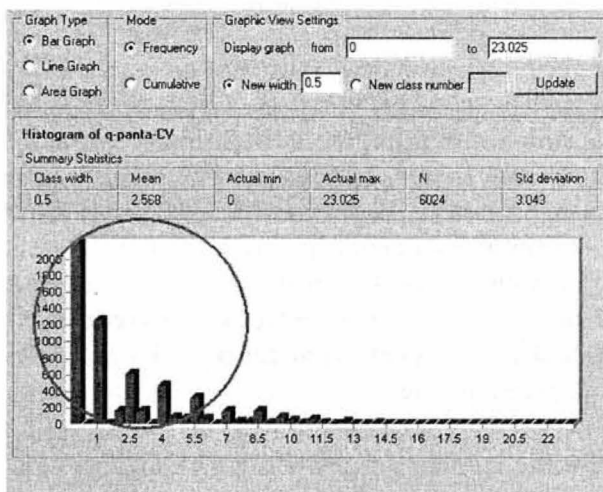 Graph Type
Bar Graph
Line Graph
Area Graph
Mode
Frequency
Cumulative
Graphic View Settings
Display graph from 0 to 23.025
New width 0.5 New class number Update
Histogram of q-panta-CV
Summary Statistics
Class width Mean Actual min Actual max N Std deviation
0.5 2.568 0 23.025 6024 3.043
2000
1800
1600
1400
1200
1000
800
600
400
200
0
1 2.5 4 5.5 7 8.5 10 11.5 13 14.5 16 17.5 19 20.5 22